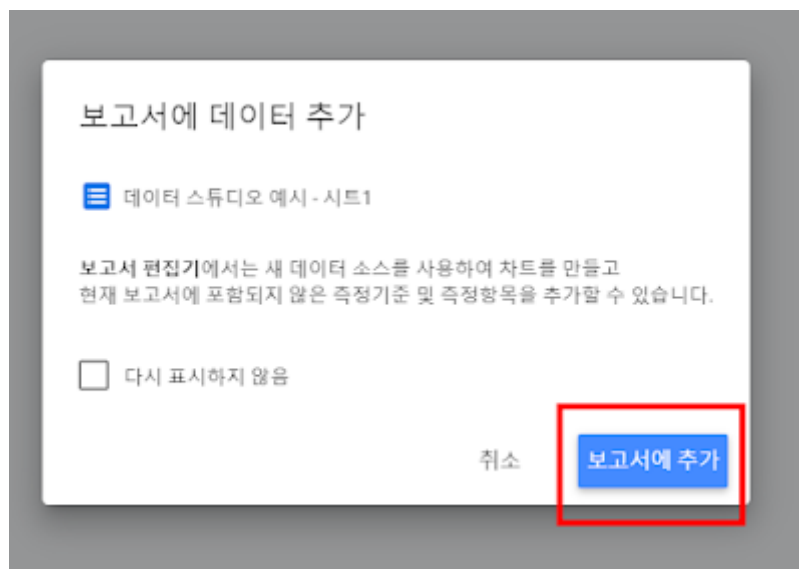 보고서에 데이터 추가
데이터 스튜디오 예시 - 시트1
보고서 편집기에서는 새 데이터 소스를 사용하여 차트를 만들고
현재 보고서에 포함되지 않은 측정기준 및 측정항목을 추가할 수 있습니다.
다시 표시하지 않음
취소 보고서에 추가